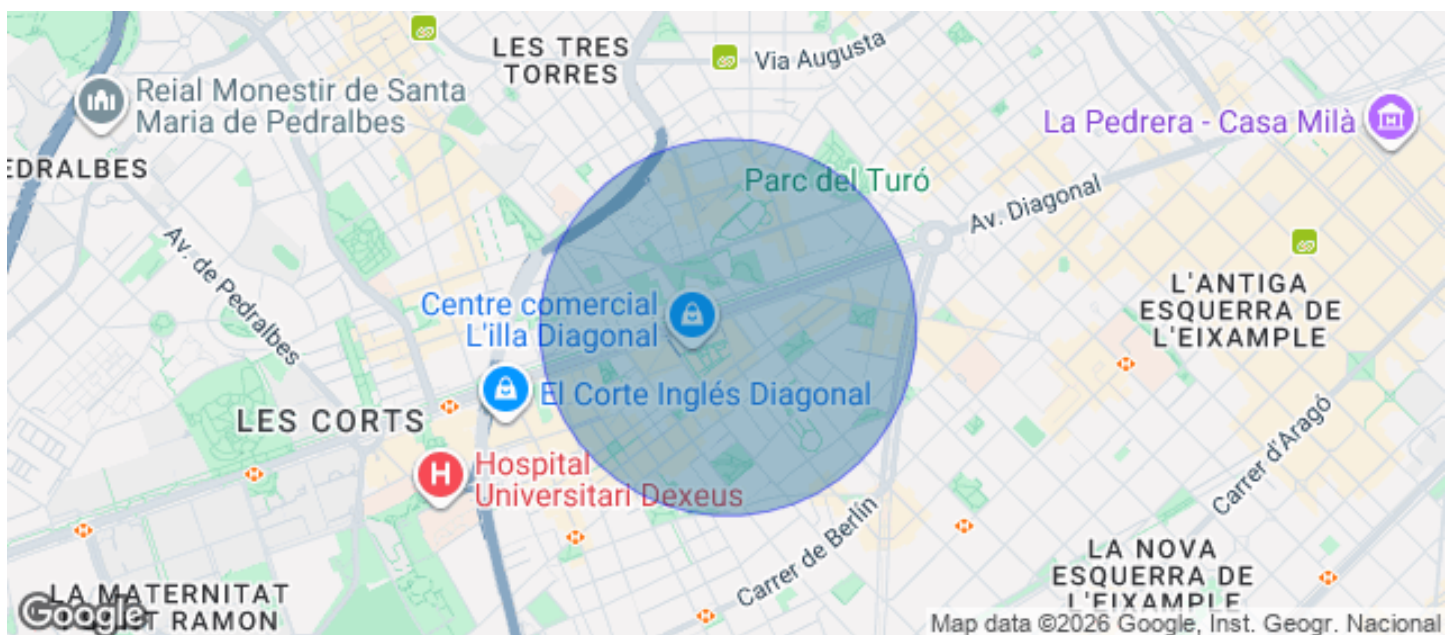 LES TRES
TORRES
Via Augusta
Reial Monestir de Santa
Maria de Pedralbes
La Pedrera - Casa Milà
EDRALBES
Parc del Turó
Av. Diagonal
Av. de Pedralbes
L'ANTIGA
ESQUERRA DE
L'EIXAMPLE
Centre comercial
L'illa Diagonal
El Corte Inglés Diagonal
LES CORTS
Carrer d'Aragó
H
Hospital
Universitari Dexeus
Carrer de Berlín
LA NOVA
ESQUERRA DE
L'EIXAMPLE
LA MATERNITAT
T RAMON
Google
Map data ©2026 Google, Inst. Geogr. Nacional